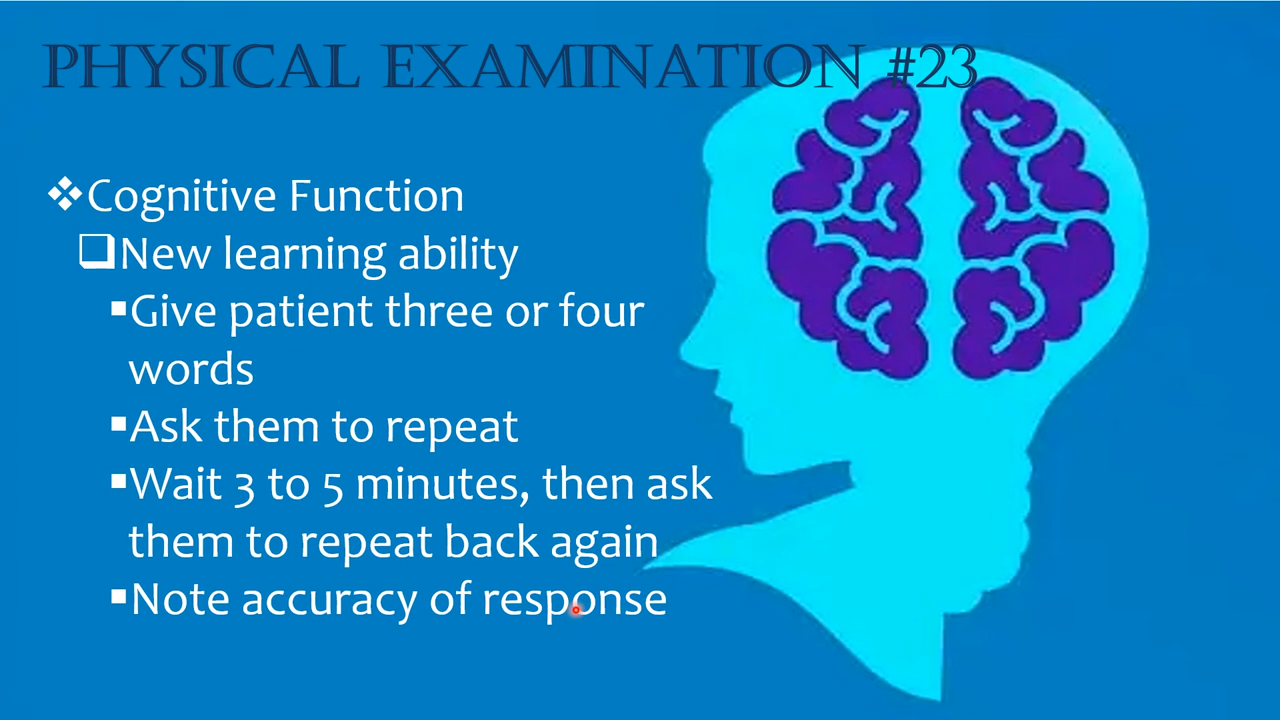 PHYSICAL EXAMINATION #23
❖Cognitive Function
❑New learning ability
▪Give patient three or four
words
▪Ask them to repeat
▪Wait 3 to 5 minutes, then ask
them to repeat back again
▪Note accuracy of response